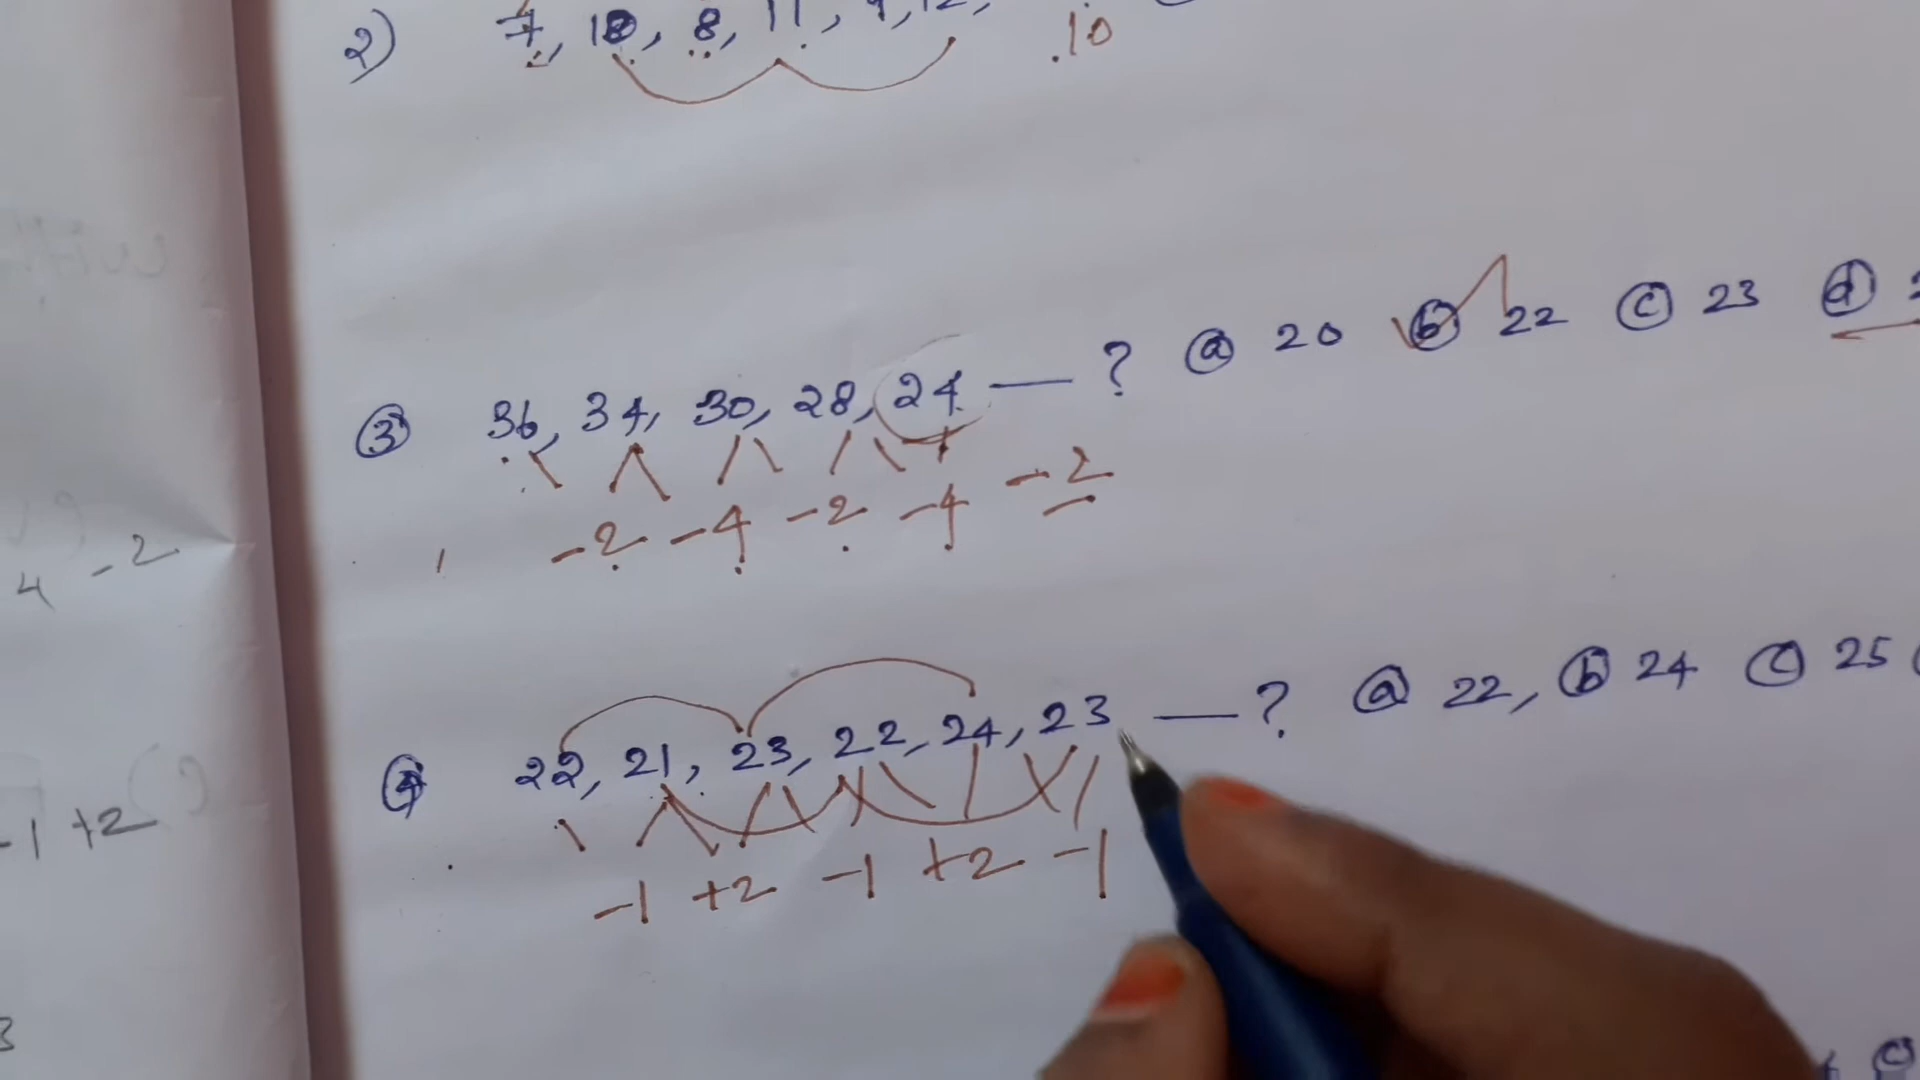 2) 7, 10, 8, 11, 9, 12,
.10
③ 36, 34, 30, 28, 24 — ? ⓐ 20 ⓑ 22 ⓒ 23 ⓓ
-2 -4 -2 -4 -2
4 -2
④ 22, 21, 23, 22, 24, 23 — ? ⓐ 22, ⓑ 24 ⓒ 25
-1 +2
-1 +2 -1 +2 -1
3